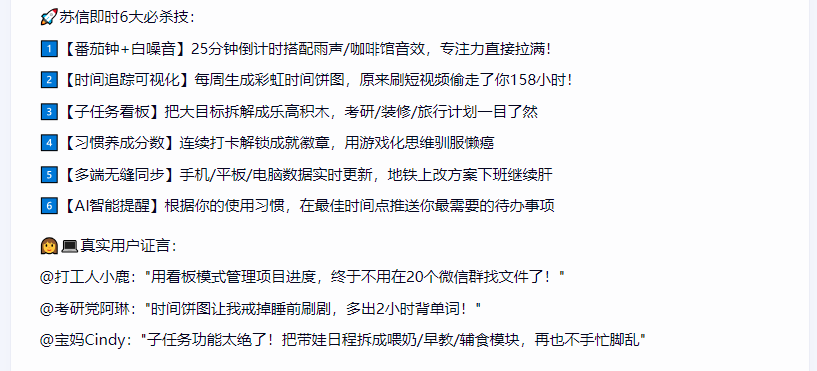 🚀苏信即时6大必杀技：
1️⃣【番茄钟+白噪音】25分钟倒计时搭配雨声/咖啡馆音效，专注力直接拉满！
2️⃣【时间追踪可视化】每周生成彩虹时间饼图，原来刷短视频偷走了你158小时！
3️⃣【子任务看板】把大目标拆解成乐高积木，考研/装修/旅行计划一目了然
4️⃣【习惯养成分数】连续打卡解锁成就徽章，用游戏化思维驯服懒癌
5️⃣【多端无缝同步】手机/平板/电脑数据实时更新，地铁上改方案下班继续肝
6️⃣【AI智能提醒】根据你的使用习惯，在最佳时间点推送你最需要的待办事项
👩💻真实用户证言：
@打工人小鹿："用看板模式管理项目进度，终于不用在20个微信群找文件了！"
@考研党阿琳："时间饼图让我戒掉睡前刷剧，多出2小时背单词！"
@宝妈Cindy："子任务功能太绝了！把带娃日程拆成喂奶/早教/辅食模块，再也不手忙脚乱"